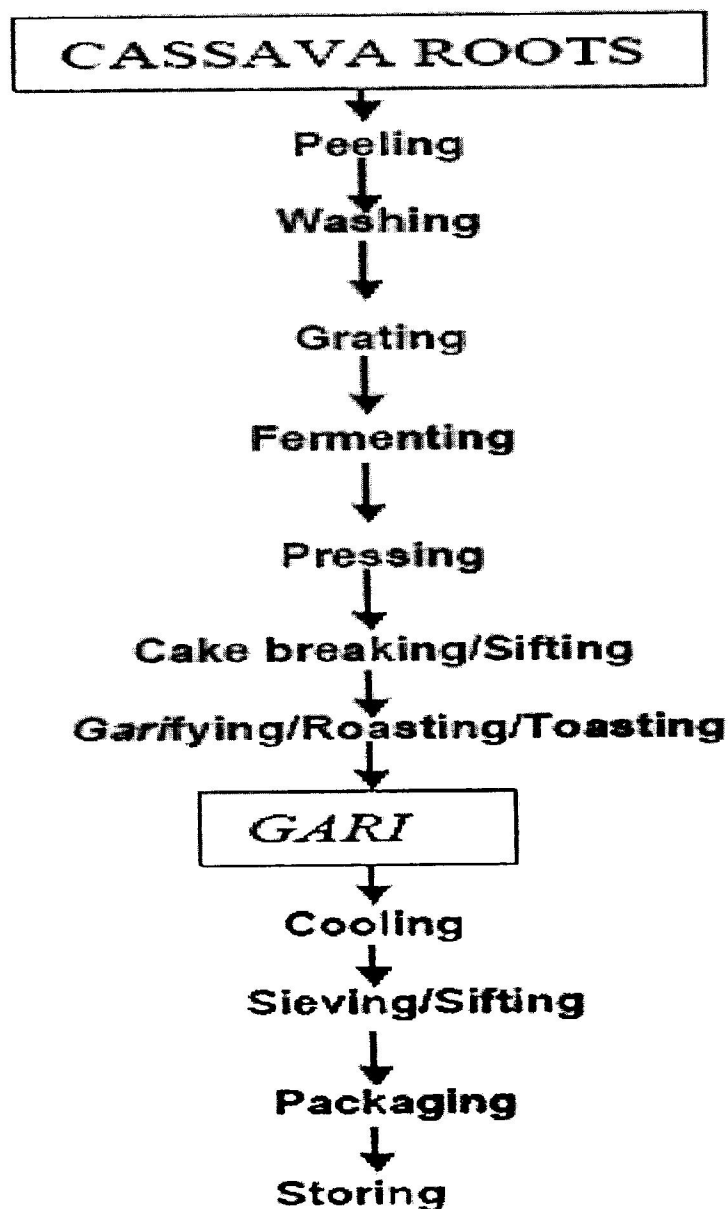 CASSAVA ROOTS
Peeling
Washing
Grating
Fermenting
Pressing
Cake breaking/Sifting
Garifying/Roasting/Toasting
GARI
Cooling
Sieving/Sifting
Packaging
Storing